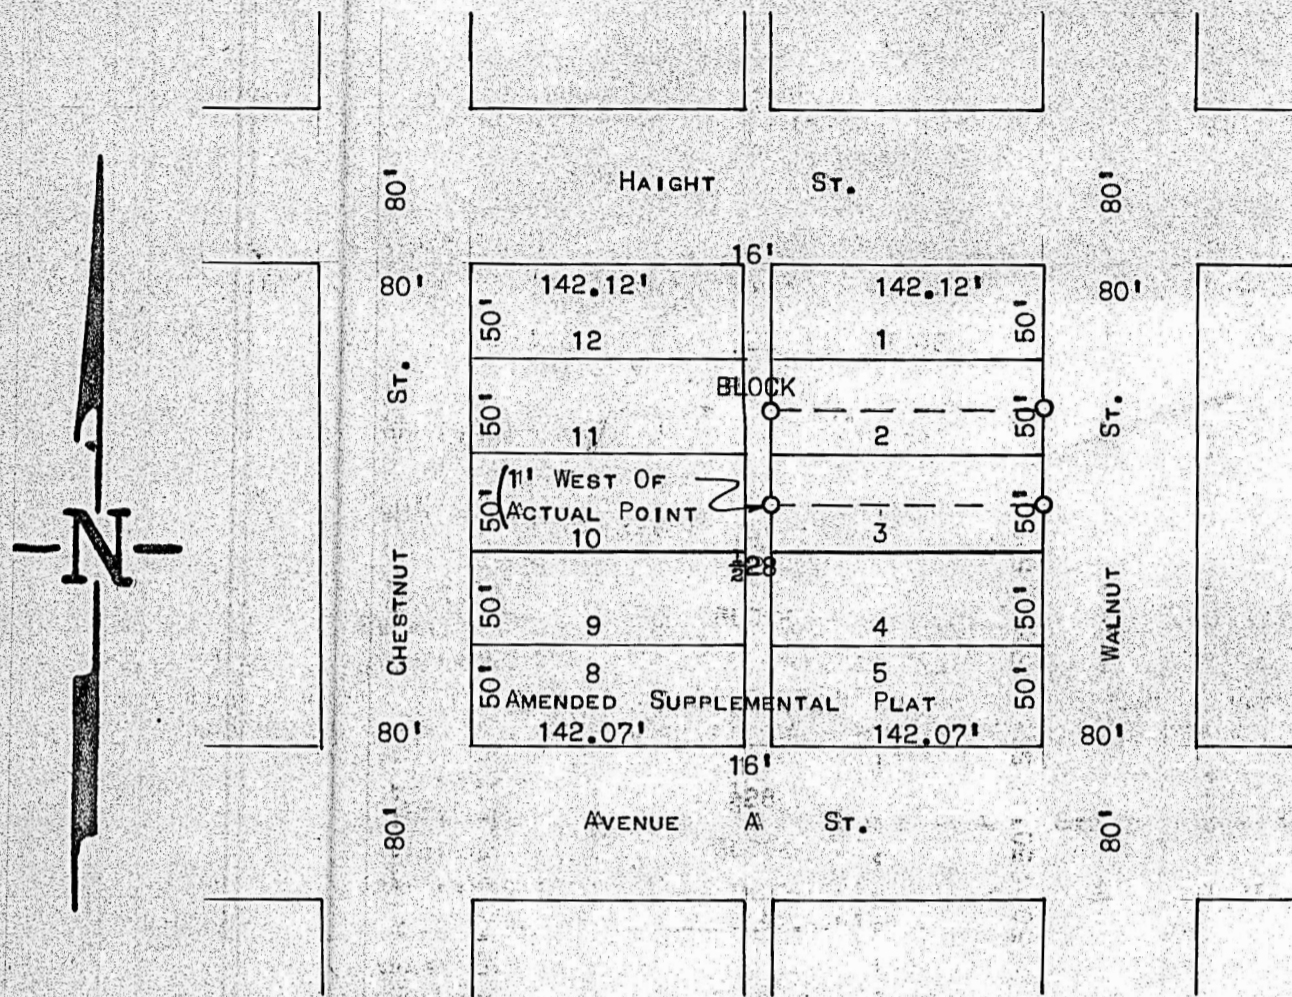 80' HAIGHT ST. 80'
16'
80' 142.12' 142.12' 80'
50' 12 1 50'
ST. BLOCK ST.
50' 11 2 50'
(1' WEST OF
ACTUAL POINT
50' 10 3 50'
N
½28
CHESTNUT WALNUT
50' 9 4 50'
50' 8 5 50'
AMENDED SUPPLEMENTAL PLAT
80' 142.07' 142.07' 80'
16'
80' AVENUE A ST. 80'